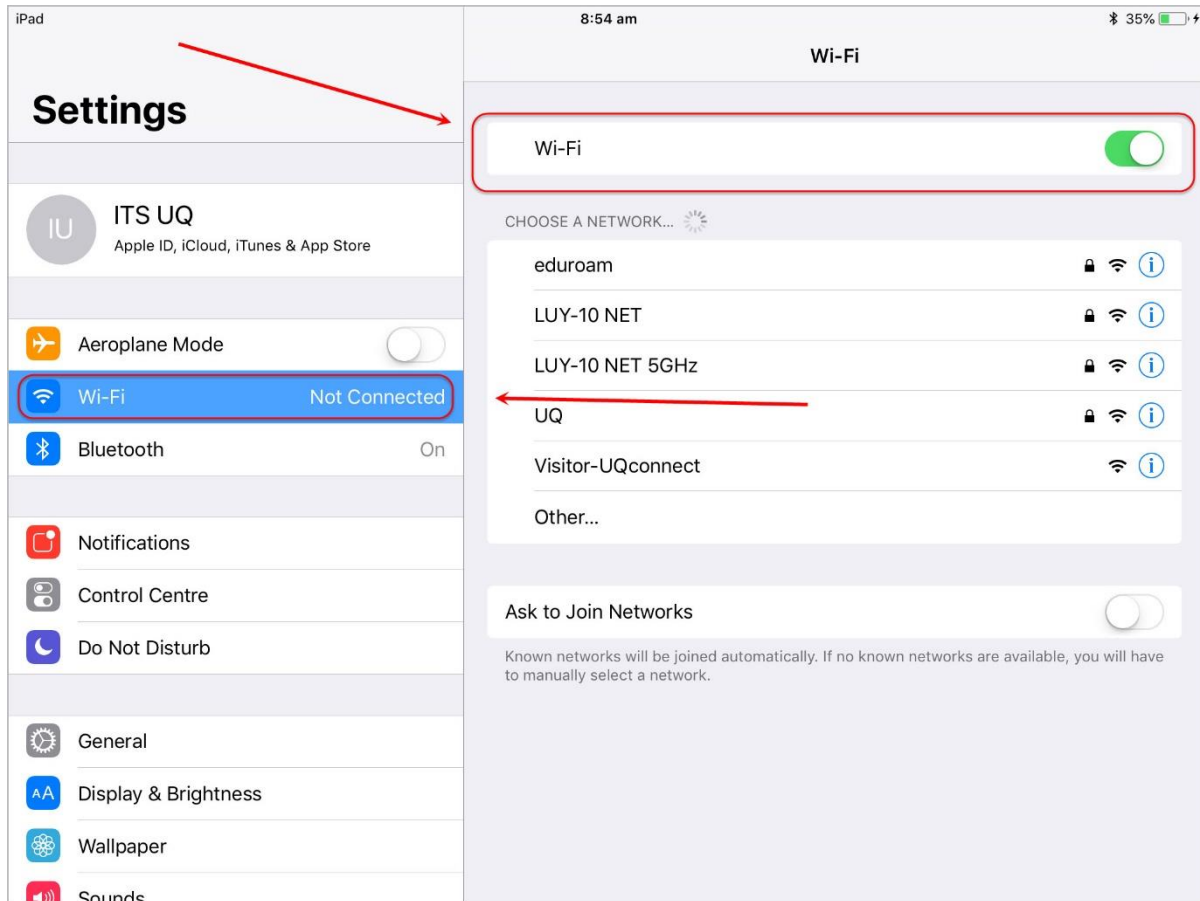 iPad
8:54 am
35%
Wi-Fi
Settings
Wi-Fi
IU
ITS UQ
Apple ID, iCloud, iTunes & App Store
CHOOSE A NETWORK...
eduroam
LUY-10 NET
LUY-10 NET 5GHz
UQ
Visitor-UQconnect
Other...
Aeroplane Mode
Wi-Fi Not Connected
Bluetooth On
Notifications
Control Centre
Do Not Disturb
Ask to Join Networks
Known networks will be joined automatically. If no known networks are available, you will have
to manually select a network.
General
AA
Display & Brightness
Wallpaper
Sounds